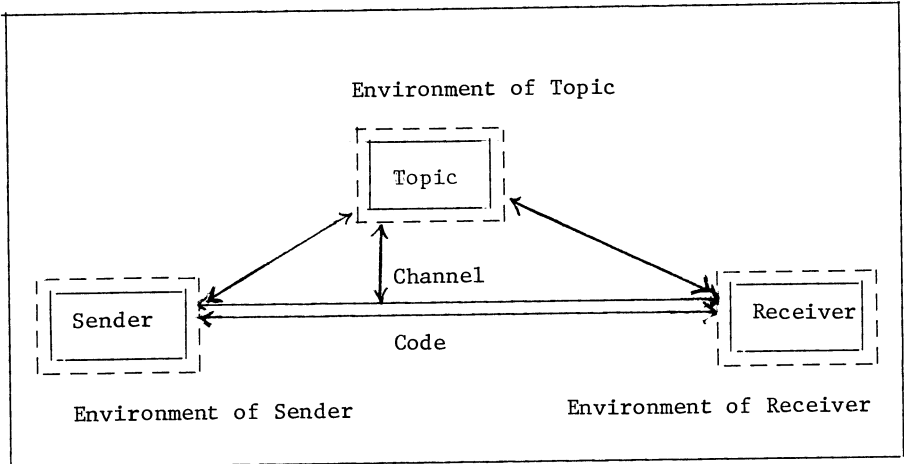 Environment of Topic
Topic
Channel
Sender
Receiver
Code
Environment of Sender
Environment of Receiver